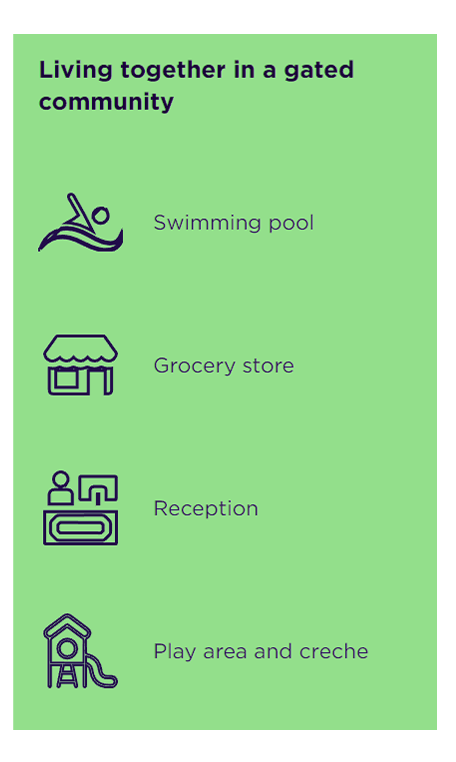 Living together in a gated
community
Swimming pool
Grocery store
Reception
Play area and creche